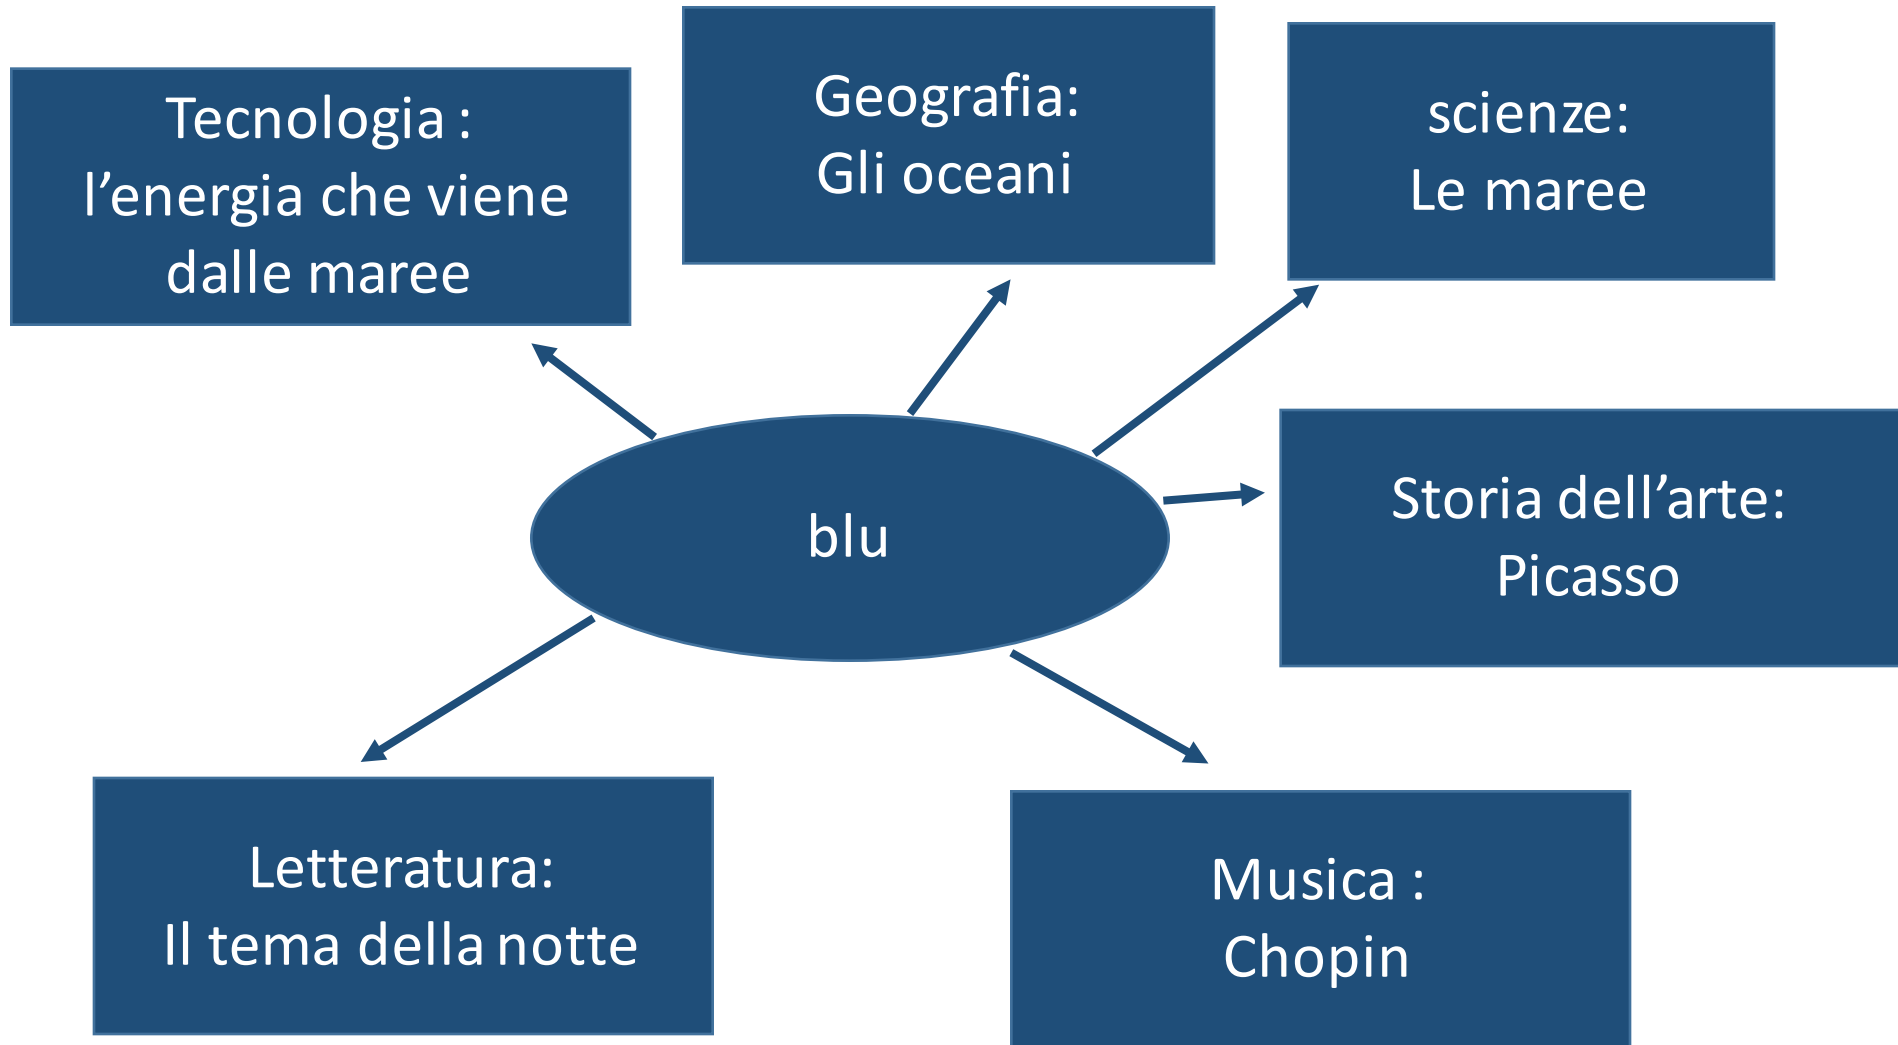 Tecnologia :
l’energia che viene
dalle maree
Geografia:
Gli oceani
scienze:
Le maree
blu
Storia dell’arte:
Picasso
Letteratura:
Il tema della notte
Musica :
Chopin